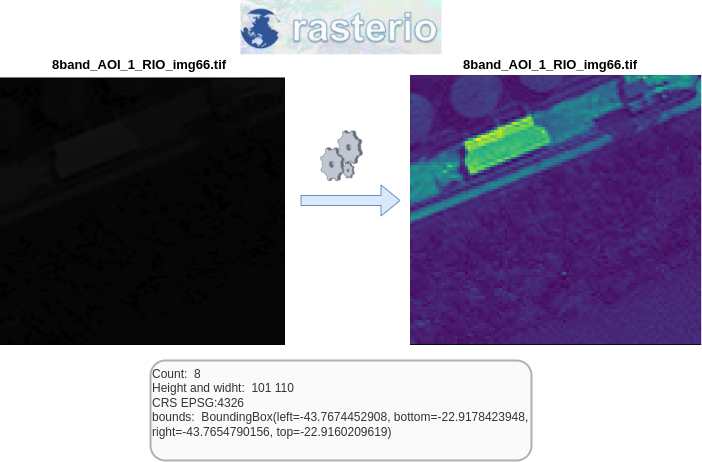 rasterio
8band_AOI_1_RIO_img66.tif
8band_AOI_1_RIO_img66.tif
Count:  8
Height and widht:  101 110
CRS EPSG:4326
bounds:  BoundingBox(left=-43.7674452908, bottom=-22.9178423948,
right=-43.7654790156, top=-22.9160209619)